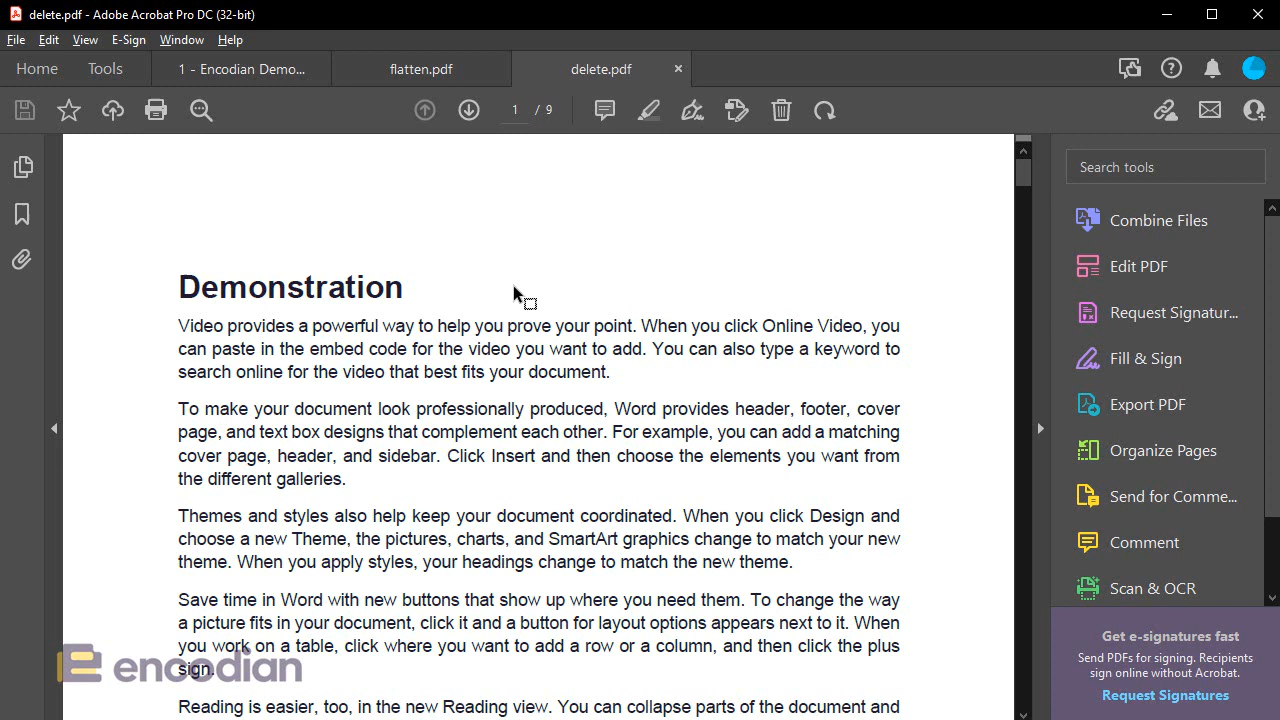 delete.pdf - Adobe Acrobat Pro DC (32-bit)
File Edit View E-Sign Window Help
Home Tools 1 - Encodian Demo... flatten.pdf delete.pdf ×
1 / 9
Search tools
Combine Files
Edit PDF
Request Signatur...
Fill & Sign
Export PDF
Organize Pages
Send for Comme...
Comment
Scan & OCR
Get e-signatures fast
Send PDFs for signing. Recipients
sign online without Acrobat.
Request Signatures
Demonstration
Video provides a powerful way to help you prove your point. When you click Online Video, you
can paste in the embed code for the video you want to add. You can also type a keyword to
search online for the video that best fits your document.
To make your document look professionally produced, Word provides header, footer, cover
page, and text box designs that complement each other. For example, you can add a matching
cover page, header, and sidebar. Click Insert and then choose the elements you want from
the different galleries.
Themes and styles also help keep your document coordinated. When you click Design and
choose a new Theme, the pictures, charts, and SmartArt graphics change to match your new
theme. When you apply styles, your headings change to match the new theme.
Save time in Word with new buttons that show up where you need them. To change the way
a picture fits in your document, click it and a button for layout options appears next to it. When
you work on a table, click where you want to add a row or a column, and then click the plus
sign.
Reading is easier, too, in the new Reading view. You can collapse parts of the document and
encodian